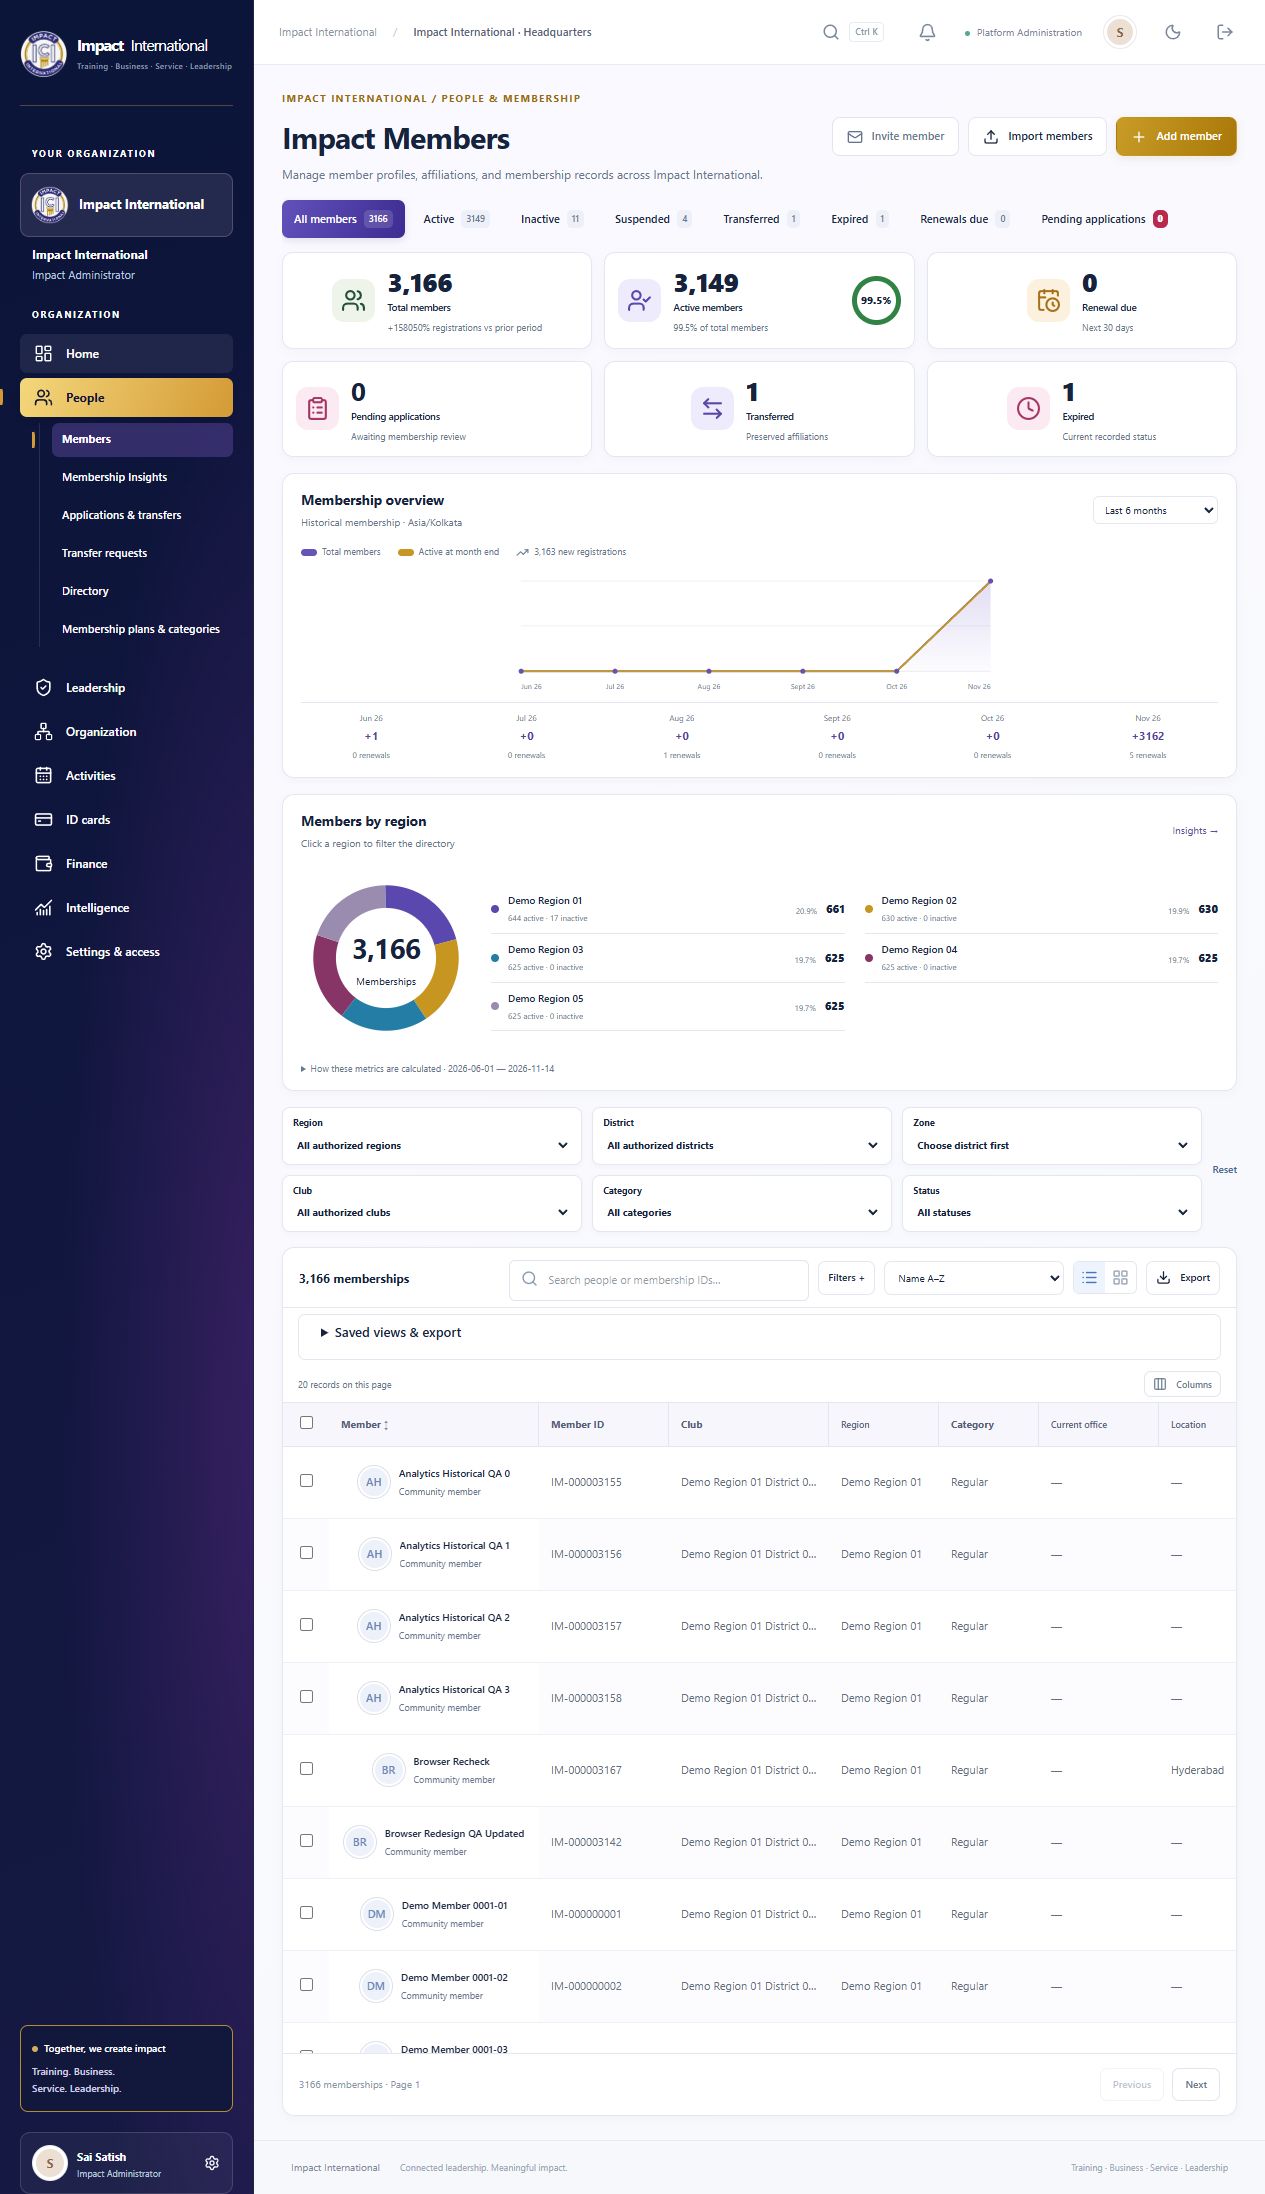 Impact International
Training · Business · Service · Leadership
YOUR ORGANIZATION
Impact International
Impact International
Impact Administrator
ORGANIZATION
Home
People
Members
Membership Insights
Applications & transfers
Transfer requests
Directory
Membership plans & categories
Leadership
Organization
Activities
ID cards
Finance
Intelligence
Settings & access
Together, we create impact
Training. Business.
Service. Leadership.
S
Sai Satish
Impact Administrator
Impact International / Impact International · Headquarters
Ctrl K
Platform Administration
S
IMPACT INTERNATIONAL / PEOPLE & MEMBERSHIP
Impact Members
Invite member
Import members
Add member
Manage member profiles, affiliations, and membership records across Impact International.
All members 3166
Active 3149
Inactive 11
Suspended 4
Transferred 1
Expired 1
Renewals due 0
Pending applications 0
3,166
Total members
+158050% registrations vs prior period
3,149
Active members
99.5% of total members
99.5%
0
Renewal due
Next 30 days
0
Pending applications
Awaiting membership review
1
Transferred
Preserved affiliations
1
Expired
Current recorded status
Membership overview
Historical membership · Asia/Kolkata
Last 6 months
Total members
Active at month end
3,163 new registrations
Jun 26 Jul 26 Aug 26 Sept 26 Oct 26 Nov 26
Jun 26 Jul 26 Aug 26 Sept 26 Oct 26 Nov 26
+1 +0 +0 +0 +0 +3162
0 renewals 0 renewals 1 renewals 0 renewals 0 renewals 5 renewals
Members by region
Click a region to filter the directory
Insights →
3,166
Memberships
Demo Region 01
644 active · 17 inactive
20.9% 661
Demo Region 02
630 active · 0 inactive
19.9% 630
Demo Region 03
625 active · 0 inactive
19.7% 625
Demo Region 04
625 active · 0 inactive
19.7% 625
Demo Region 05
625 active · 0 inactive
19.7% 625
How these metrics are calculated · 2026-06-01 — 2026-11-14
Region
All authorized regions
District
All authorized districts
Zone
Choose district first
Reset
Club
All authorized clubs
Category
All categories
Status
All statuses
3,166 memberships
Search people or membership IDs...
Filters +
Name A–Z
Export
Saved views & export
20 records on this page
Columns
Member ↕ Member ID Club Region Category Current office Location
AH Analytics Historical QA 0
Community member
IM-000003155 Demo Region 01 District 0... Demo Region 01 Regular — —
AH Analytics Historical QA 1
Community member
IM-000003156 Demo Region 01 District 0... Demo Region 01 Regular — —
AH Analytics Historical QA 2
Community member
IM-000003157 Demo Region 01 District 0... Demo Region 01 Regular — —
AH Analytics Historical QA 3
Community member
IM-000003158 Demo Region 01 District 0... Demo Region 01 Regular — —
BR Browser Recheck
Community member
IM-000003167 Demo Region 01 District 0... Demo Region 01 Regular — Hyderabad
BR Browser Redesign QA Updated
Community member
IM-000003142 Demo Region 01 District 0... Demo Region 01 Regular — —
DM Demo Member 0001-01
Community member
IM-000000001 Demo Region 01 District 0... Demo Region 01 Regular — —
DM Demo Member 0001-02
Community member
IM-000000002 Demo Region 01 District 0... Demo Region 01 Regular — —
Demo Member 0001-03
3166 memberships · Page 1
Previous
Next
Impact International
Connected leadership. Meaningful impact.
Training · Business · Service · Leadership